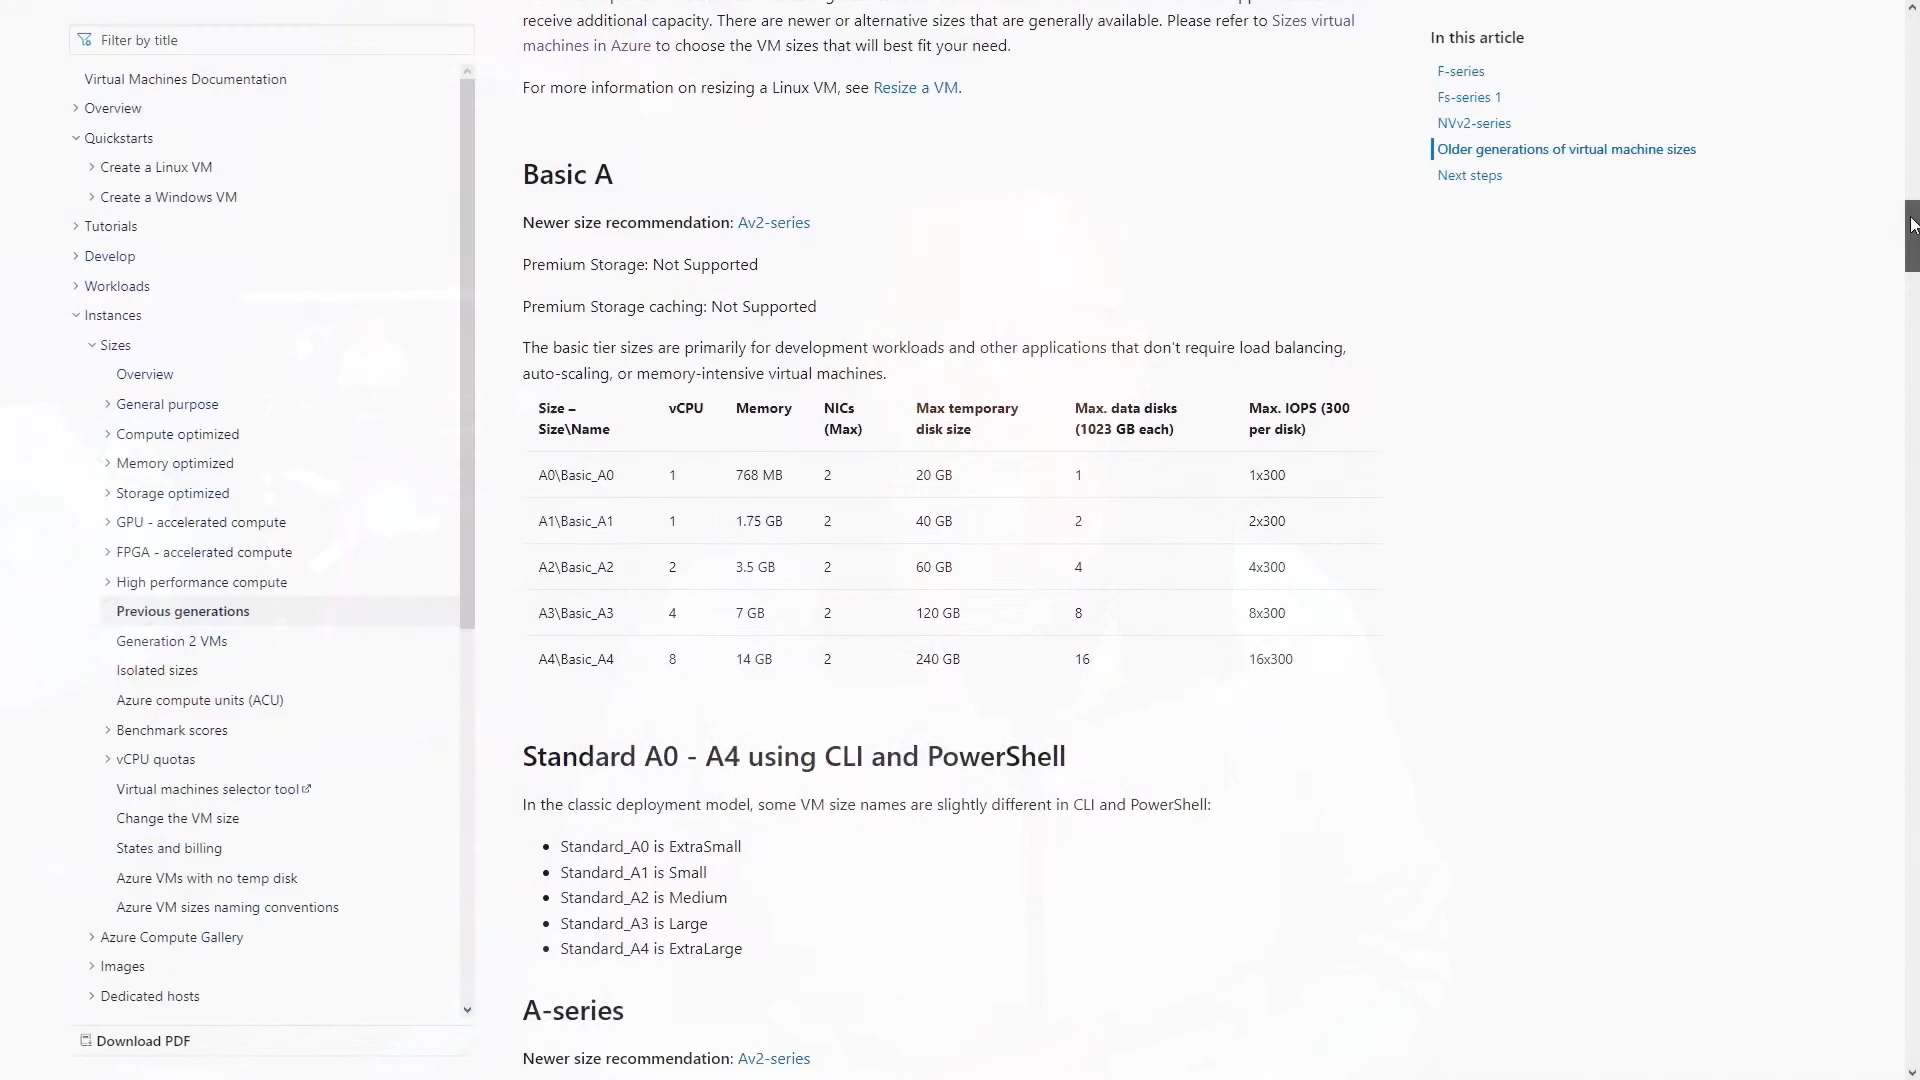 Filter by title
Virtual Machines Documentation
Overview
Quickstarts
Create a Linux VM
Create a Windows VM
Tutorials
Develop
Workloads
Instances
Sizes
Overview
General purpose
Compute optimized
Memory optimized
Storage optimized
GPU - accelerated compute
FPGA - accelerated compute
High performance compute
Previous generations
Generation 2 VMs
Isolated sizes
Azure compute units (ACU)
Benchmark scores
vCPU quotas
Virtual machines selector tool
Change the VM size
States and billing
Azure VMs with no temp disk
Azure VM sizes naming conventions
Azure Compute Gallery
Images
Dedicated hosts
Download PDF
receive additional capacity. There are newer or alternative sizes that are generally available. Please refer to Sizes virtual
machines in Azure to choose the VM sizes that will best fit your need.
For more information on resizing a Linux VM, see Resize a VM.
Basic A
Newer size recommendation: Av2-series
Premium Storage: Not Supported
Premium Storage caching: Not Supported
The basic tier sizes are primarily for development workloads and other applications that don't require load balancing,
auto-scaling, or memory-intensive virtual machines.
Size – Size\Name vCPU Memory NICs (Max) Max temporary disk size Max. data disks (1023 GB each) Max. IOPS (300 per disk)
A0\Basic_A0 1 768 MB 2 20 GB 1 1x300
A1\Basic_A1 1 1.75 GB 2 40 GB 2 2x300
A2\Basic_A2 2 3.5 GB 2 60 GB 4 4x300
A3\Basic_A3 4 7 GB 2 120 GB 8 8x300
A4\Basic_A4 8 14 GB 2 240 GB 16 16x300
Standard A0 - A4 using CLI and PowerShell
In the classic deployment model, some VM size names are slightly different in CLI and PowerShell:
Standard_A0 is ExtraSmall
Standard_A1 is Small
Standard_A2 is Medium
Standard_A3 is Large
Standard_A4 is ExtraLarge
A-series
Newer size recommendation: Av2-series
In this article
F-series
Fs-series 1
NVv2-series
Older generations of virtual machine sizes
Next steps